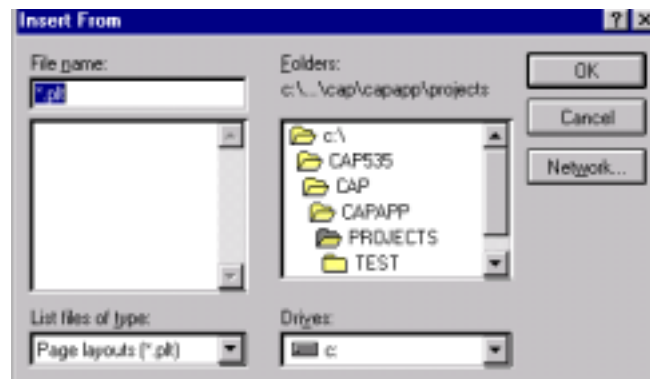 Insert From
File name:
*.plt
Folders:
c:\...\cap\capapp\projects
c:\
CAP535
CAP
CAPAPP
PROJECTS
TEST
OK
Cancel
Network...
List files of type:
Page layouts (*.plt)
Drives:
c: